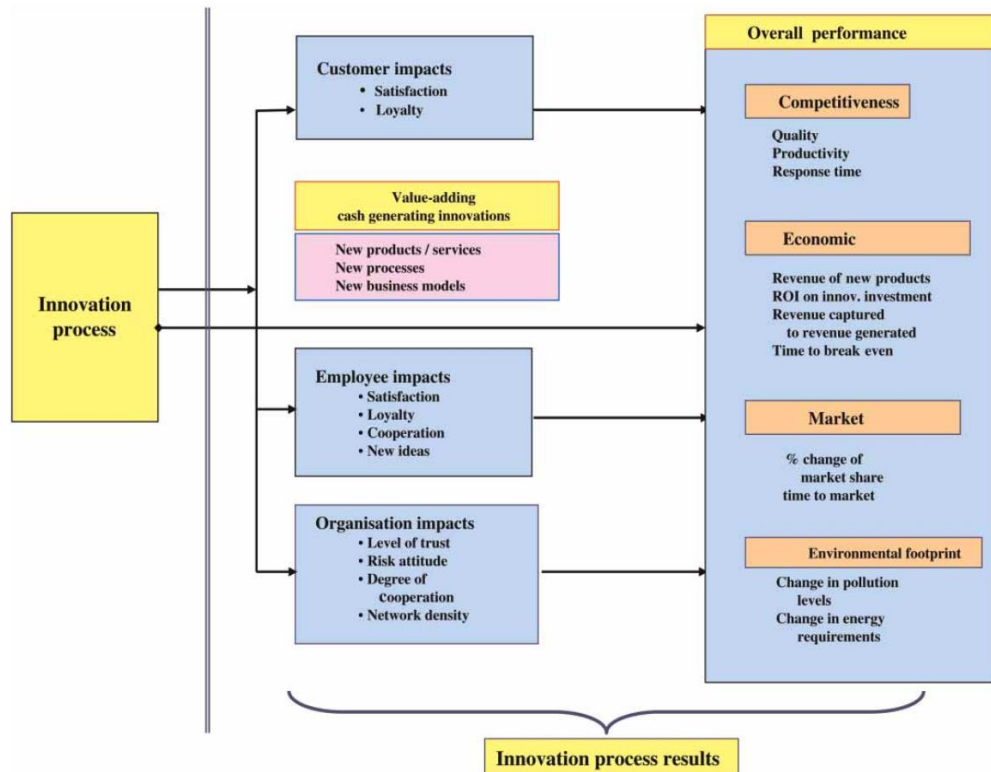 Innovation
process
Customer impacts
• Satisfaction
• Loyalty
Value-adding
cash generating innovations
New products / services
New processes
New business models
Employee impacts
• Satisfaction
• Loyalty
• Cooperation
• New ideas
Organisation impacts
• Level of trust
• Risk attitude
• Degree of
cooperation
• Network density
Overall performance
Competitiveness
Quality
Productivity
Response time
Economic
Revenue of new products
ROI on innov. investment
Revenue captured
to revenue generated
Time to break even
Market
% change of
market share
time to market
Environmental footprint
Change in pollution
levels
Change in energy
requirements
Innovation process results